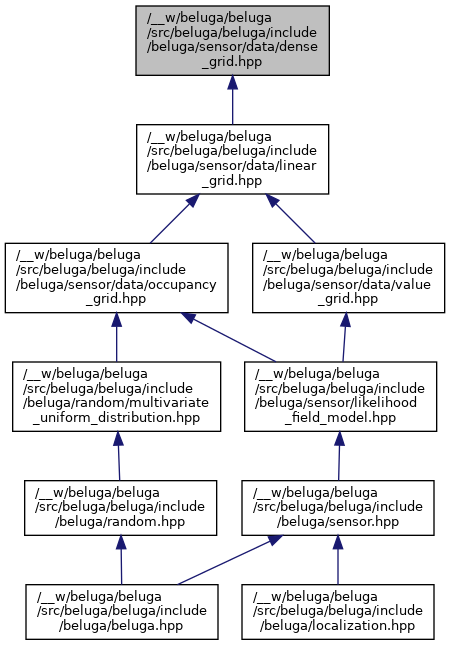 /__w/beluga/beluga
/src/beluga/beluga/include
/beluga/sensor/data/dense
_grid.hpp
/__w/beluga/beluga
/src/beluga/beluga/include
/beluga/sensor/data/linear
_grid.hpp
/__w/beluga/beluga
/src/beluga/beluga/include
/beluga/sensor/data/occupancy
_grid.hpp
/__w/beluga/beluga
/src/beluga/beluga/include
/beluga/sensor/data/value
_grid.hpp
/__w/beluga/beluga
/src/beluga/beluga/include
/beluga/random/multivariate
_uniform_distribution.hpp
/__w/beluga/beluga
/src/beluga/beluga/include
/beluga/sensor/likelihood
_field_model.hpp
/__w/beluga/beluga
/src/beluga/beluga/include
/beluga/random.hpp
/__w/beluga/beluga
/src/beluga/beluga/include
/beluga/sensor.hpp
/__w/beluga/beluga
/src/beluga/beluga/include
/beluga/beluga.hpp
/__w/beluga/beluga
/src/beluga/beluga/include
/beluga/localization.hpp